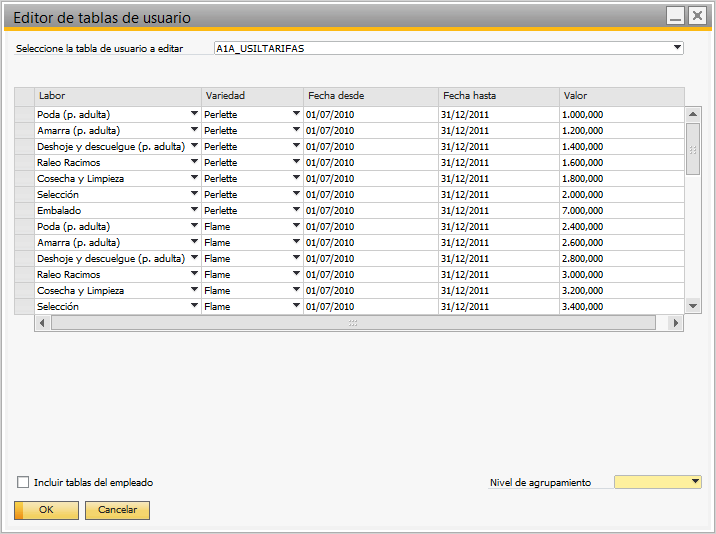 Editor de tablas de usuario
Seleccione la tabla de usuario a editar A1A_USILTARIFAS
Labor Variedad Fecha desde Fecha hasta Valor
Poda (p. adulta) Perlette 01/07/2010 31/12/2011 1.000,000
Amarra (p. adulta) Perlette 01/07/2010 31/12/2011 1.200,000
Deshoje y descuelgue (p. adulta) Perlette 01/07/2010 31/12/2011 1.400,000
Raleo Racimos Perlette 01/07/2010 31/12/2011 1.600,000
Cosecha y Limpieza Perlette 01/07/2010 31/12/2011 1.800,000
Selección Perlette 01/07/2010 31/12/2011 2.000,000
Embalado Perlette 01/07/2010 31/12/2011 7.000,000
Poda (p. adulta) Flame 01/07/2010 31/12/2011 2.400,000
Amarra (p. adulta) Flame 01/07/2010 31/12/2011 2.600,000
Deshoje y descuelgue (p. adulta) Flame 01/07/2010 31/12/2011 2.800,000
Raleo Racimos Flame 01/07/2010 31/12/2011 3.000,000
Cosecha y Limpieza Flame 01/07/2010 31/12/2011 3.200,000
Selección Flame 01/07/2010 31/12/2011 3.400,000
Incluir tablas del empleado Nivel de agrupamiento
OK Cancelar